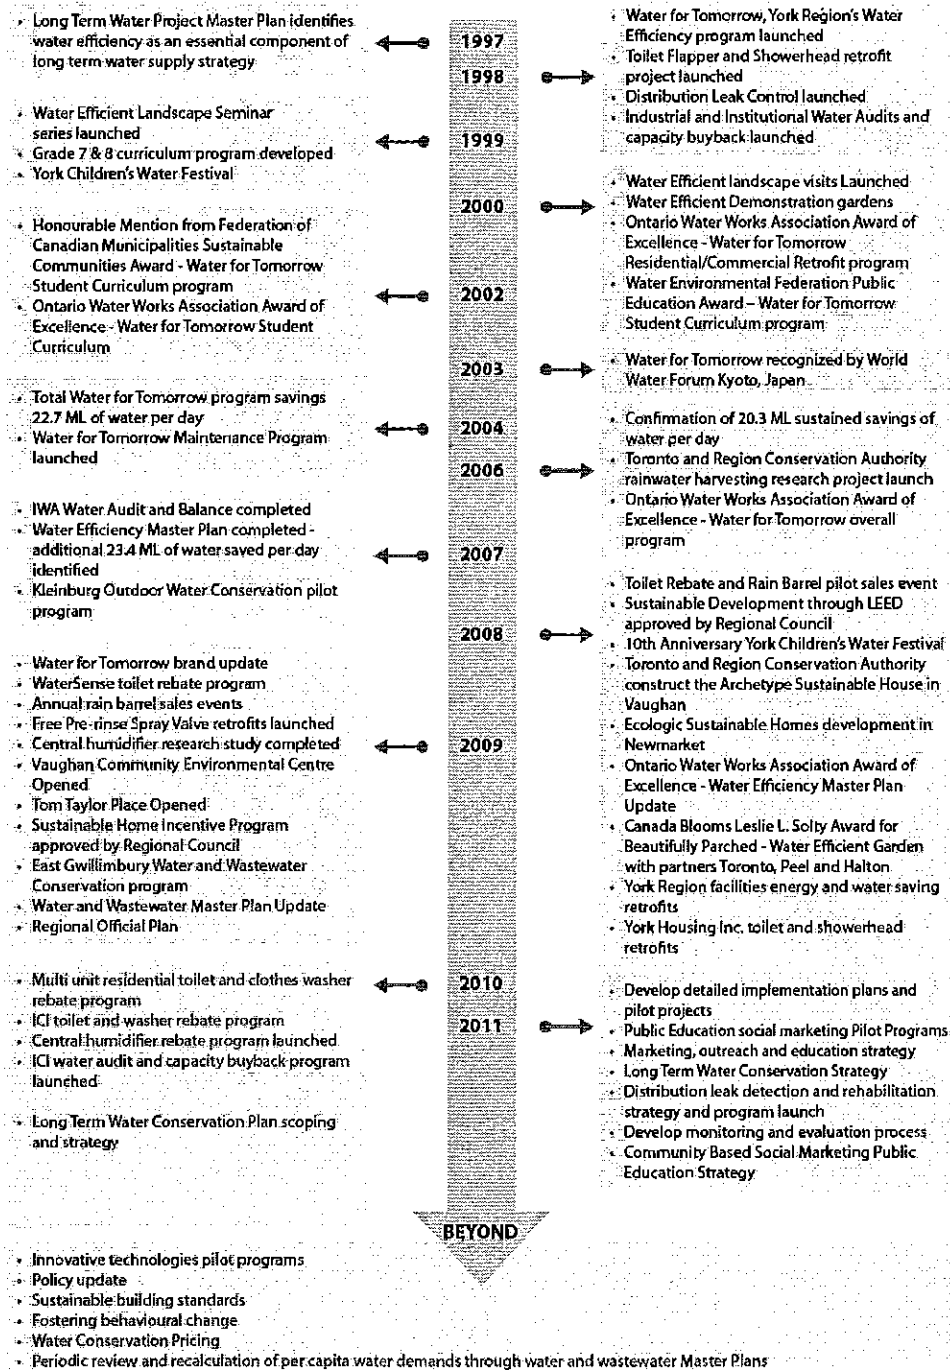 • Long Term Water Project Master Plan identifies
water efficiency as an essential component of
long term water supply strategy
1997
• Water for Tomorrow, York Region's Water
Efficiency program launched
• Toilet Flapper and Showerhead retrofit
project launched
• Distribution Leak Control launched
• Industrial and Institutional Water Audits and
capacity buyback launched
1998
• Water Efficient Landscape Seminar
series launched
• Grade 7 & 8 curriculum program developed
• York Children's Water Festival
1999
• Water Efficient landscape visits Launched
• Water Efficient Demonstration gardens
• Ontario Water Works Association Award of
Excellence - Water for Tomorrow
Residential/Commercial Retrofit program
• Water Environmental Federation Public
Education Award – Water for Tomorrow
Student Curriculum program
2000
• Honourable Mention from Federation of
Canadian Municipalities Sustainable
Communities Award - Water for Tomorrow
Student Curriculum program
• Ontario Water Works Association Award of
Excellence - Water for Tomorrow Student
Curriculum
2002
• Water for Tomorrow recognized by World
Water Forum Kyoto, Japan
2003
• Total Water for Tomorrow program savings
22.7 ML of water per day
• Water for Tomorrow Maintenance Program
launched
2004
• Confirmation of 20.3 ML sustained savings of
water per day
• Toronto and Region Conservation Authority
rainwater harvesting research project launch
• Ontario Water Works Association Award of
Excellence - Water for Tomorrow overall
program
2006
• IWA Water Audit and Balance completed
• Water Efficiency Master Plan completed -
additional 23.4 ML of water saved per day
identified
• Kleinburg Outdoor Water Conservation pilot
program
2007
• Toilet Rebate and Rain Barrel pilot sales event
• Sustainable Development through LEED
approved by Regional Council
• 10th Anniversary York Children's Water Festival
• Toronto and Region Conservation Authority
construct the Archetype Sustainable House in
Vaughan
• Ecologic Sustainable Homes development in
Newmarket
• Ontario Water Works Association Award of
Excellence - Water Efficiency Master Plan
Update
• Canada Blooms Leslie L. Solty Award for
Beautifully Parched - Water Efficient Garden
with partners Toronto, Peel and Halton
• York Region facilities energy and water saving
retrofits
• York Housing Inc. toilet and showerhead
retrofits
2008
• Water for Tomorrow brand update
• WaterSense toilet rebate program
• Annual rain barrel sales events
• Free Pre-rinse Spray Valve retrofits launched
• Central humidifier research study completed
• Vaughan Community Environmental Centre
Opened
• Tom Taylor Place Opened
• Sustainable Home Incentive Program
approved by Regional Council
• East Gwillimbury Water and Wastewater
Conservation program
• Water and Wastewater Master Plan Update
• Regional Official Plan
2009
• Multi unit residential toilet and clothes washer
rebate program
• ICI toilet and washer rebate program
• Central humidifier rebate program launched
• ICI water audit and capacity buyback program
launched
• Long Term Water Conservation Plan scoping
and strategy
2010
• Develop detailed implementation plans and
pilot projects
• Public Education social marketing Pilot Programs
• Marketing, outreach and education strategy
• Long Term Water Conservation Strategy
• Distribution leak detection and rehabilitation
strategy and program launch
• Develop monitoring and evaluation process
• Community Based Social Marketing Public
Education Strategy
2011
BEYOND
• Innovative technologies pilot programs
• Policy update
• Sustainable building standards
• Fostering behavioural change
• Water Conservation Pricing
• Periodic review and recalculation of per capita water demands through water and wastewater Master Plans